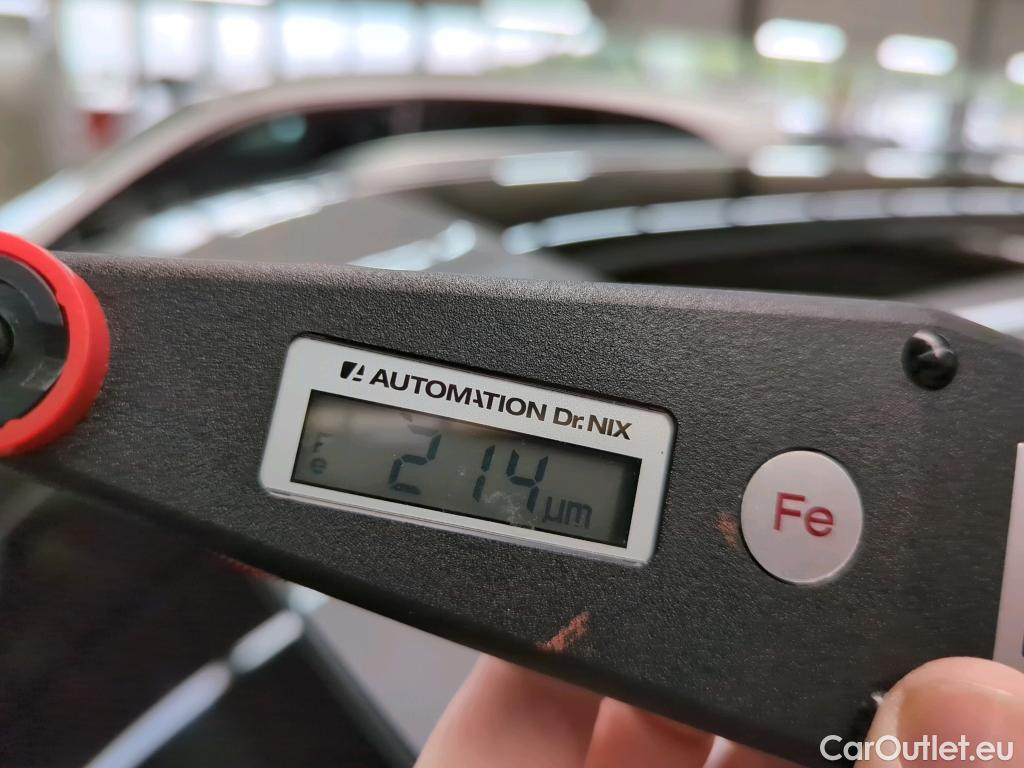 AUTOMATION Dr. NIX
Fe
214 µm
Fe
CarOutlet.eu